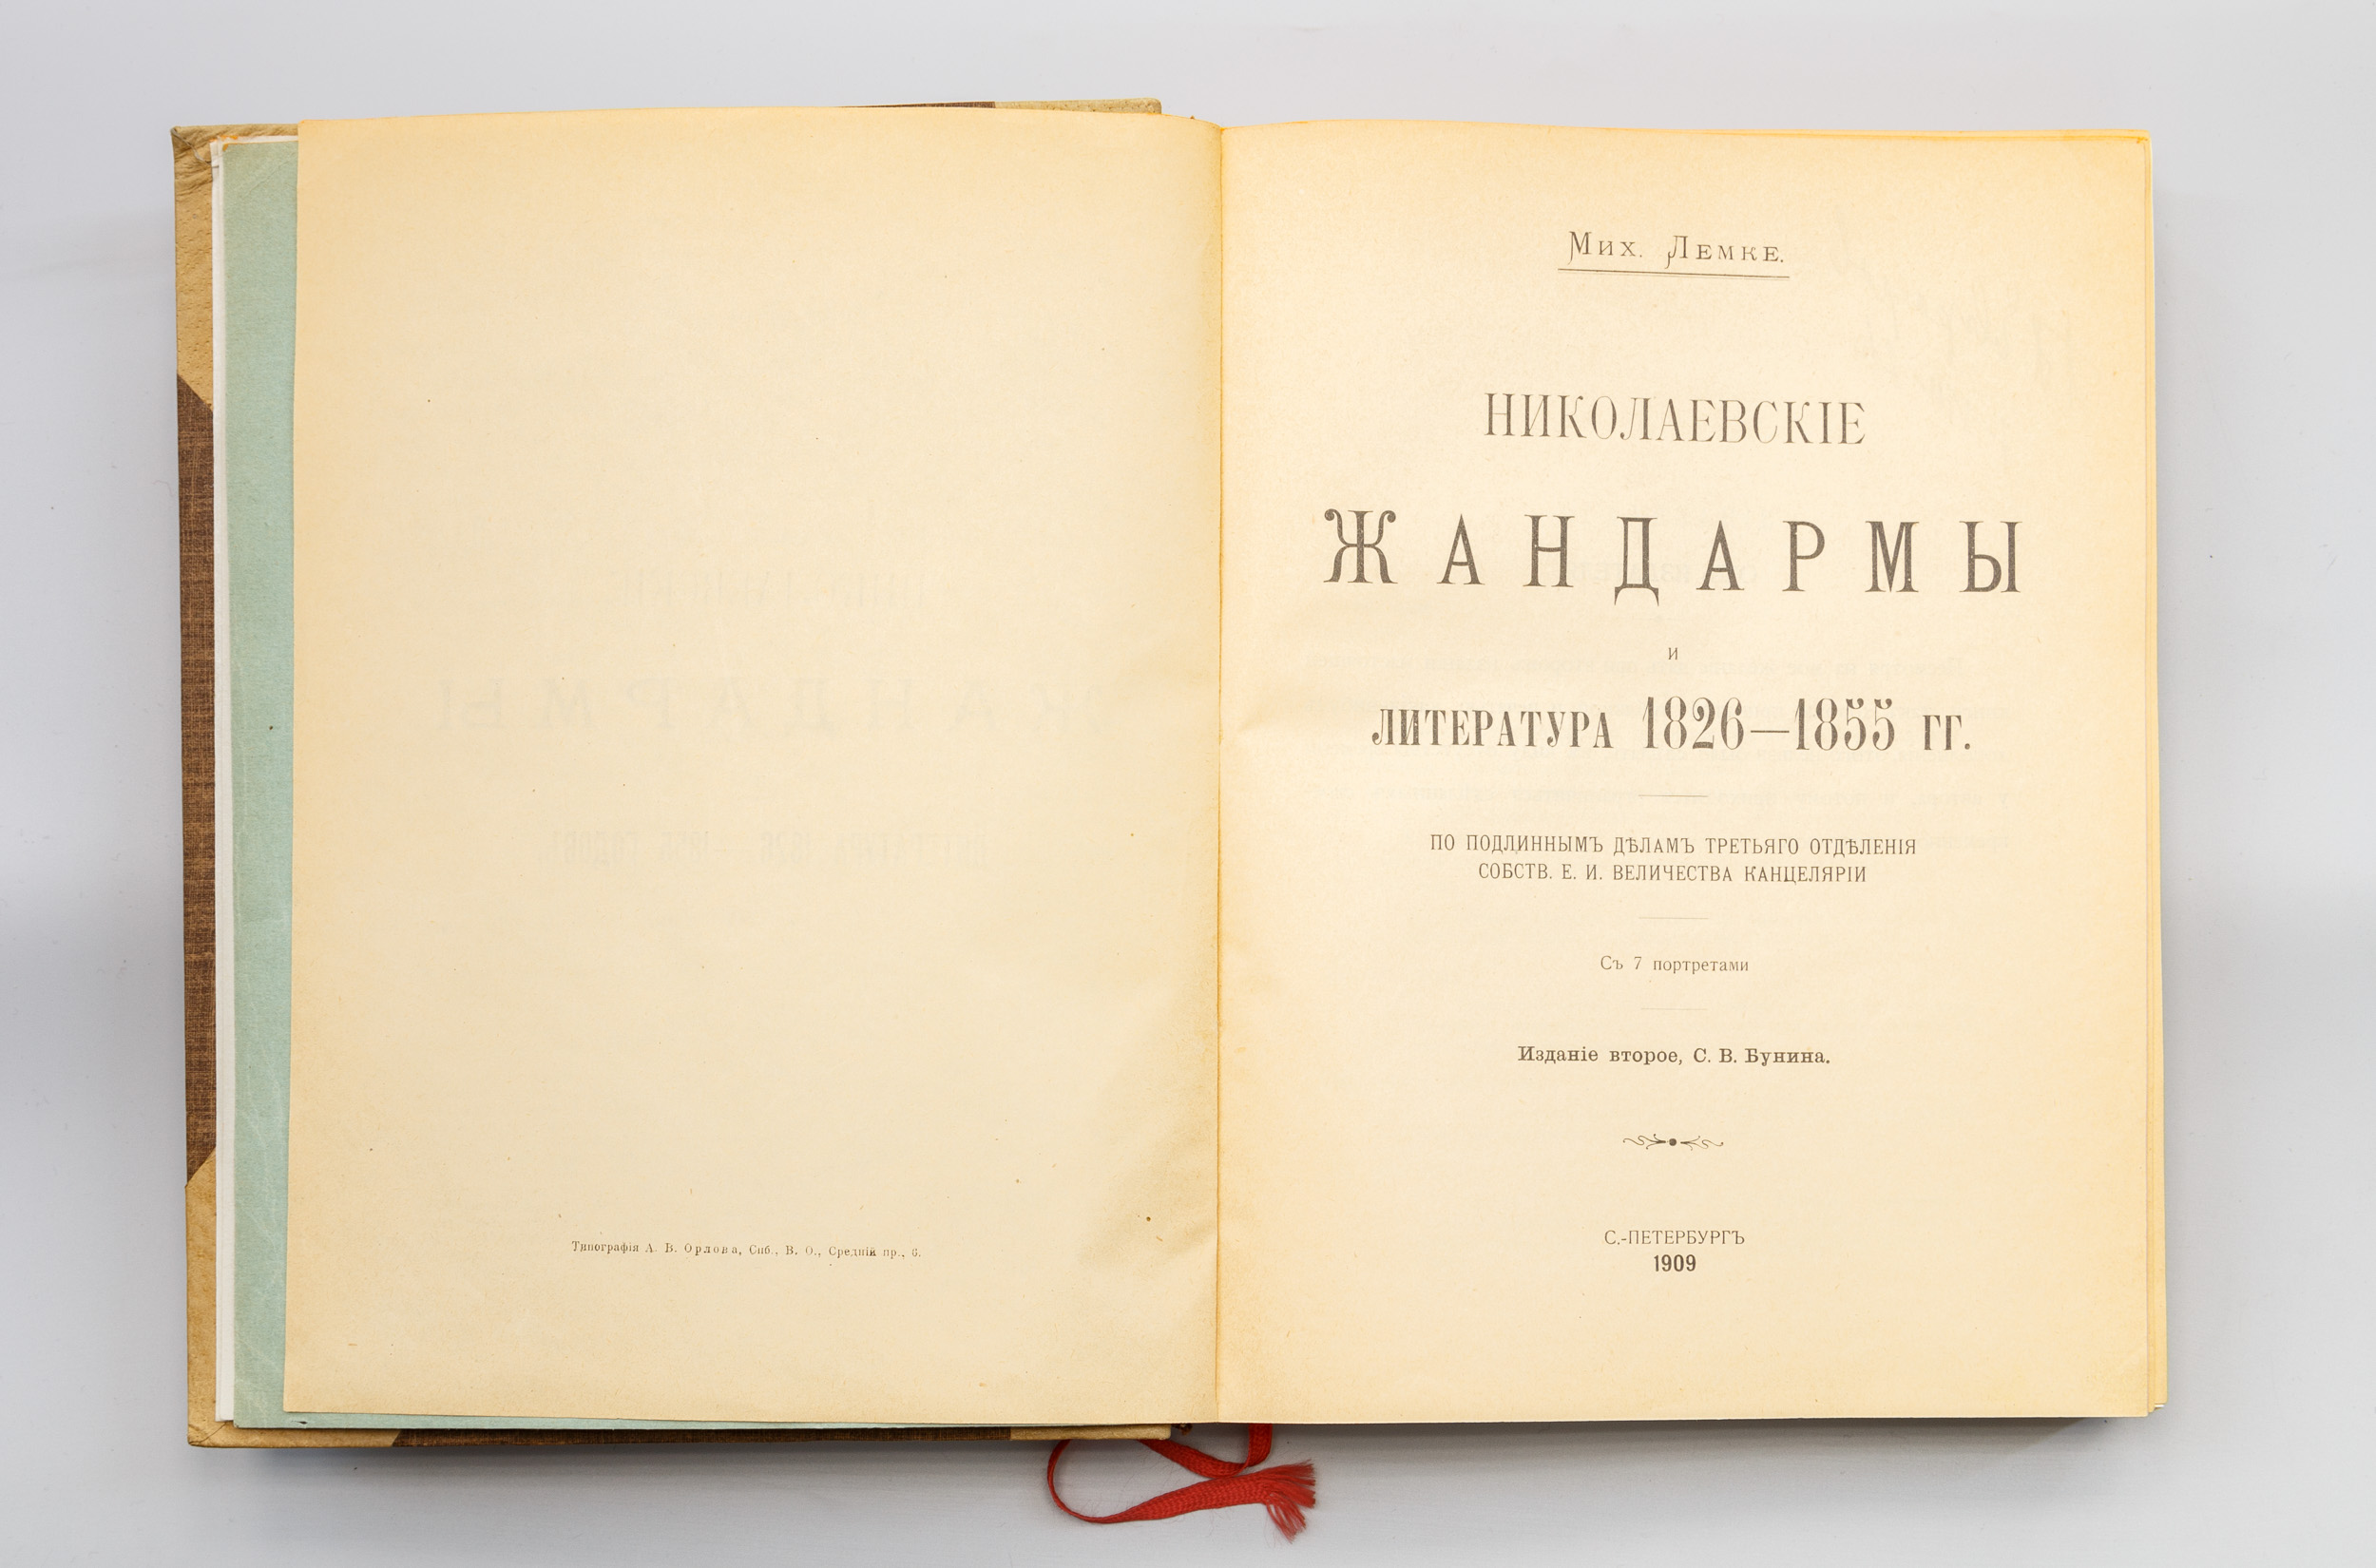 Типографія А. В. Орлова, Спб., В. О., Средній пр., 6.
Мих. Лемке.
НИКОЛАЕВСКІЕ
ЖАНДАРМЫ
и
ЛИТЕРАТУРА 1826—1855 гг.
ПО ПОДЛИННЫМЪ ДѢЛАМЪ ТРЕТЬЯГО ОТДѢЛЕНІЯ
СОБСТВ. Е. И. ВЕЛИЧЕСТВА КАНЦЕЛЯРІИ
Съ 7 портретами
Изданіе второе, С. В. Бунина.
С.-ПЕТЕРБУРГЪ
1909